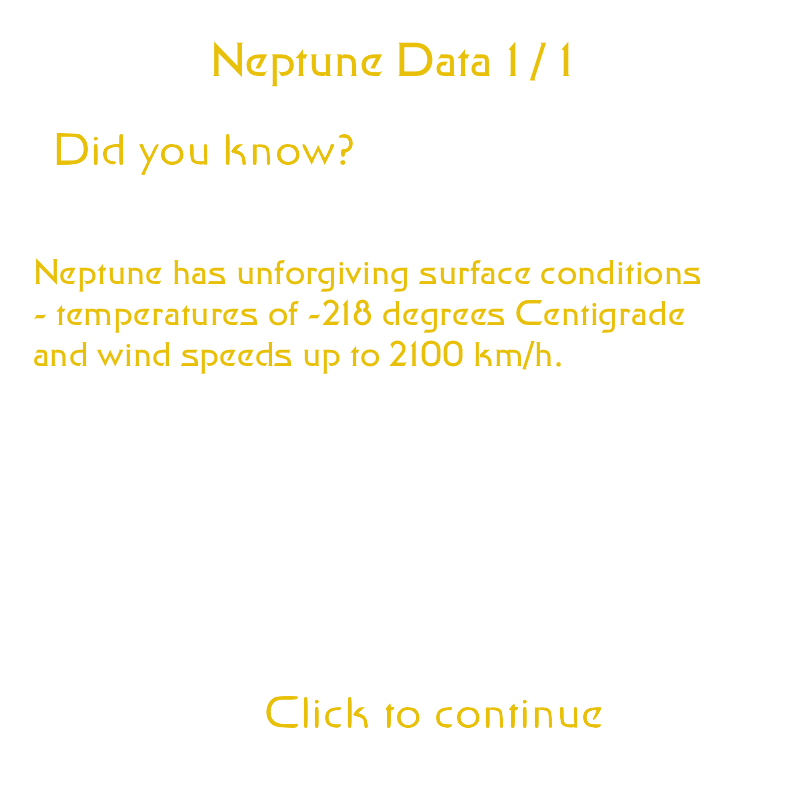 Neptune Data 1 / 1
Did you know?
Neptune has unforgiving surface conditions
- temperatures of -218 degrees Centigrade
and wind speeds up to 2100 km/h.
Click to continue